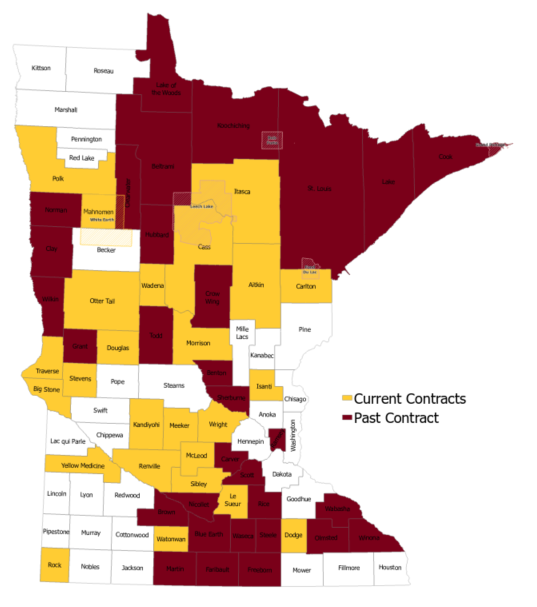 Kittson
Roseau
Lake of
the Woods
Marshall
Koochiching
Pennington
Red Lake
Beltrami
Cook
Polk
St. Louis
Lake
Clearwater
Itasca
Norman
Mahnomen
White Earth
Leech Lake
Hubbard
Clay
Becker
Cass
Wadena
Aitkin
Carlton
Wilkin
Otter Tail
Crow
Wing
Pine
Todd
Mille
Lacs
Grant
Douglas
Morrison
Kanabec
Traverse
Stevens
Pope
Stearns
Benton
Isanti
Big Stone
Sherburne
Chisago
Current Contracts
Swift
Anoka
Past Contract
Kandiyohi
Meeker
Wright
Washington
Lac qui Parle
Chippewa
Hennepin
McLeod
Carver
Yellow Medicine
Renville
Scott
Dakota
Sibley
Lincoln
Lyon
Redwood
Le
Sueur
Goodhue
Nicollet
Rice
Wabasha
Brown
Pipestone
Murray
Cottonwood
Watonwan
Blue Earth
Waseca
Steele
Dodge
Olmsted
Winona
Rock
Nobles
Jackson
Martin
Faribault
Freeborn
Mower
Fillmore
Houston